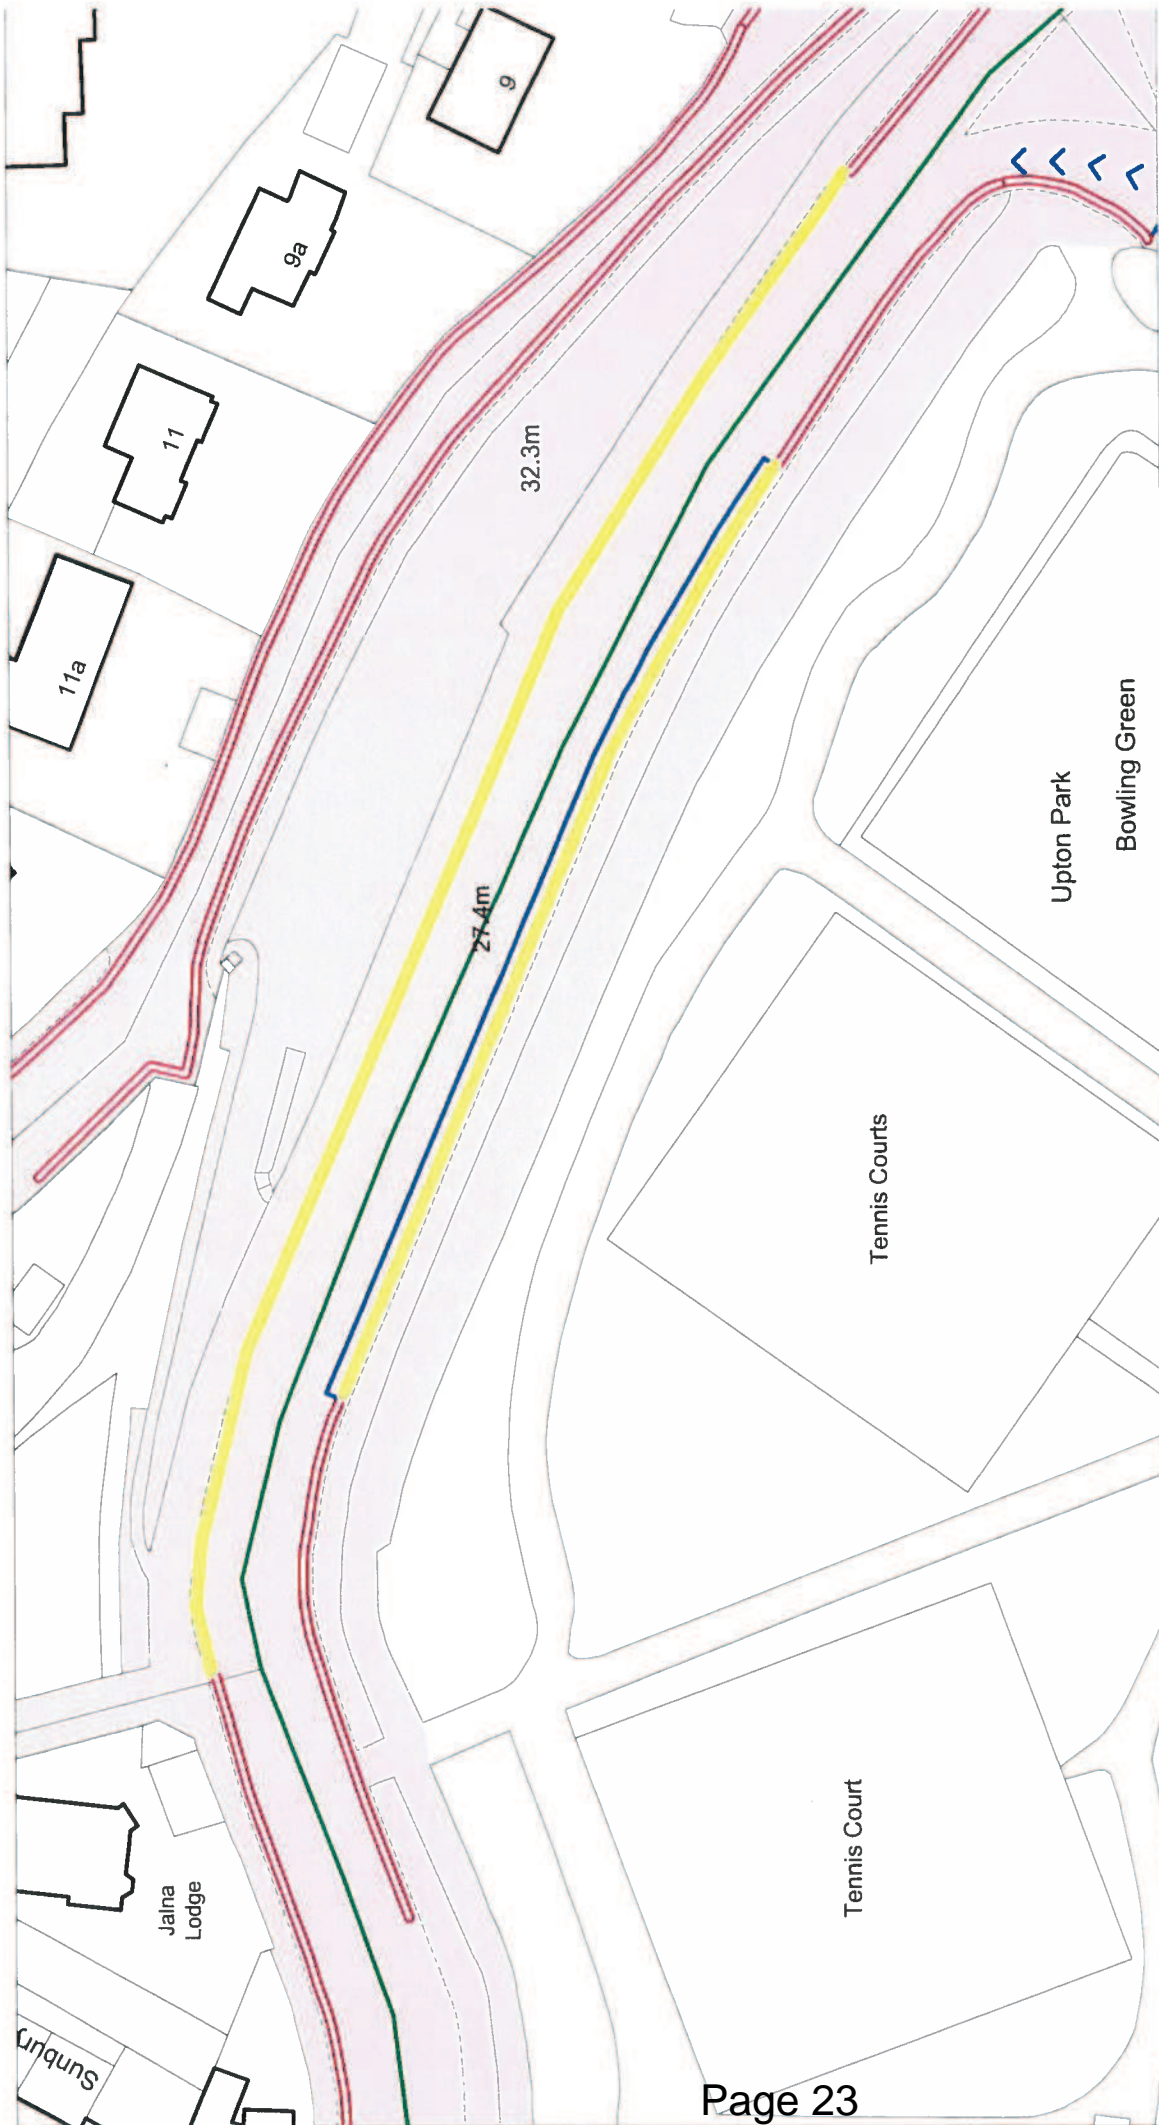 9
9a
11
11a
32.3m
27.4m
Upton Park
Bowling Green
Tennis Courts
Tennis Court
Jalna
Lodge
Sunbury
Page 23